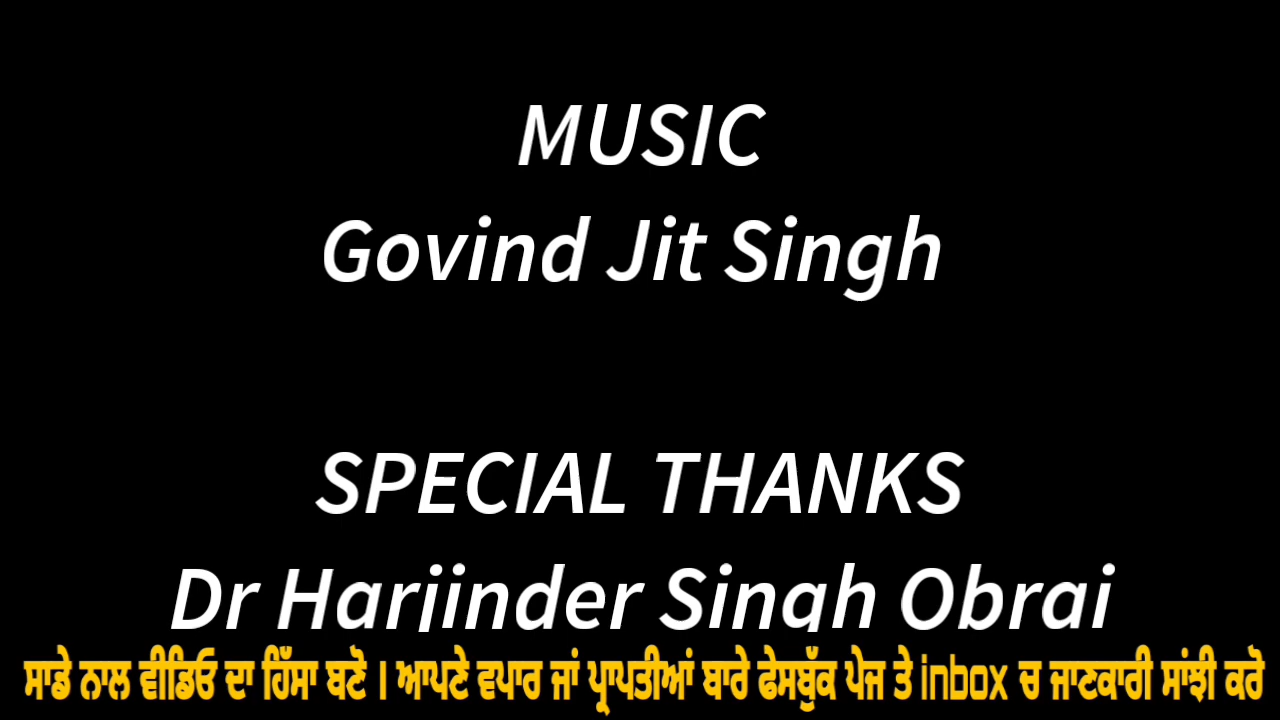 MUSIC
Govind Jit Singh
SPECIAL THANKS
Dr Harjinder Singh Obrai
ਸਾਡੇ ਨਾਲ ਵੀਡਿਓ ਦਾ ਹਿੱਸਾ ਬਣੋ । ਆਪਣੇ ਵਪਾਰ ਜਾਂ ਪ੍ਰਾਪਤੀਆਂ ਬਾਰੇ ਫੇਸਬੁੱਕ ਪੇਜ ਤੇ inbox ਚ ਜਾਣਕਾਰੀ ਸਾਂਝੀ ਕਰੋ